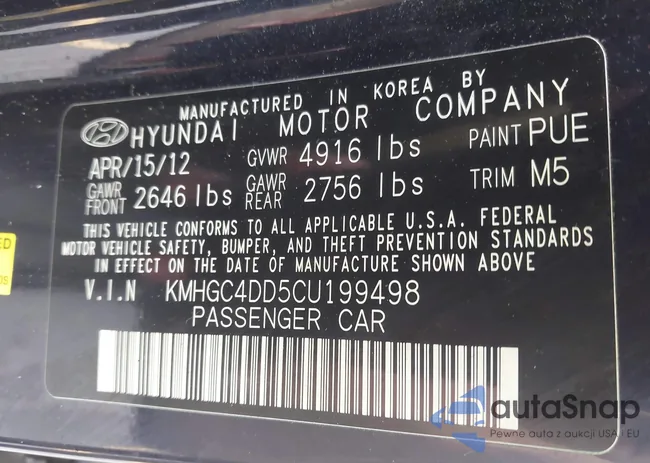 MANUFACTURED IN KOREA BY
HYUNDAI MOTOR COMPANY
APR/15/12 GVWR 4916 lbs PAINT PUE
GAWR FRONT 2646 lbs GAWR REAR 2756 lbs TRIM M5
THIS VEHICLE CONFORMS TO ALL APPLICABLE U.S.A. FEDERAL
MOTOR VEHICLE SAFETY, BUMPER, AND THEFT PREVENTION STANDARDS
IN EFFECT ON THE DATE OF MANUFACTURE SHOWN ABOVE
V.I.N KMHGC4DD5CU199498
PASSENGER CAR
autaSnap
Pewne auta z aukcji USA i EU